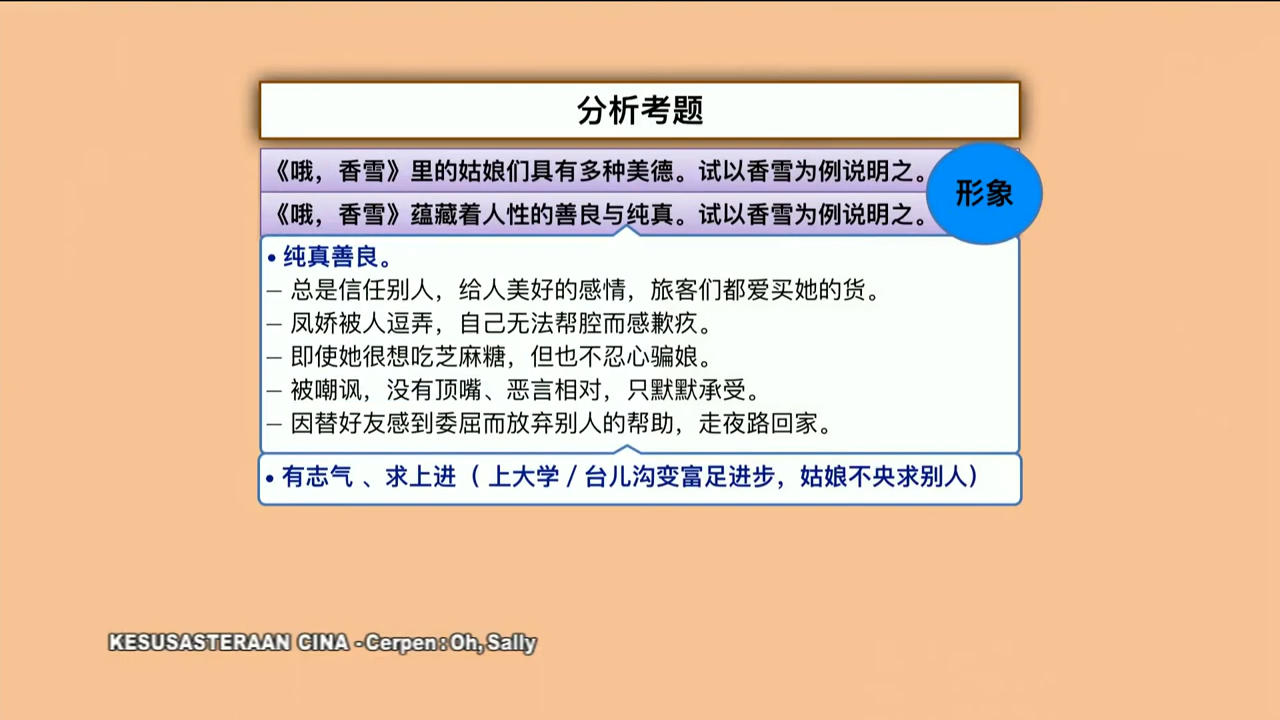 分析考题
《哦，香雪》里的姑娘们具有多种美德。试以香雪为例说明之。
形象
《哦，香雪》蕴藏着人性的善良与纯真。试以香雪为例说明之。
• 纯真善良。
– 总是信任别人，给人美好的感情，旅客们都爱买她的货。
– 凤娇被人逗弄，自己无法帮腔而感歉疚。
– 即使她很想吃芝麻糖，但也不忍心骗娘。
– 被嘲讽，没有顶嘴、恶言相对，只默默承受。
– 因替好友感到委屈而放弃别人的帮助，走夜路回家。
• 有志气 、求上进（ 上大学 / 台儿沟变富足进步，姑娘不央求别人）
KESUSASTERAAN CINA - Cerpen : Oh, Sally